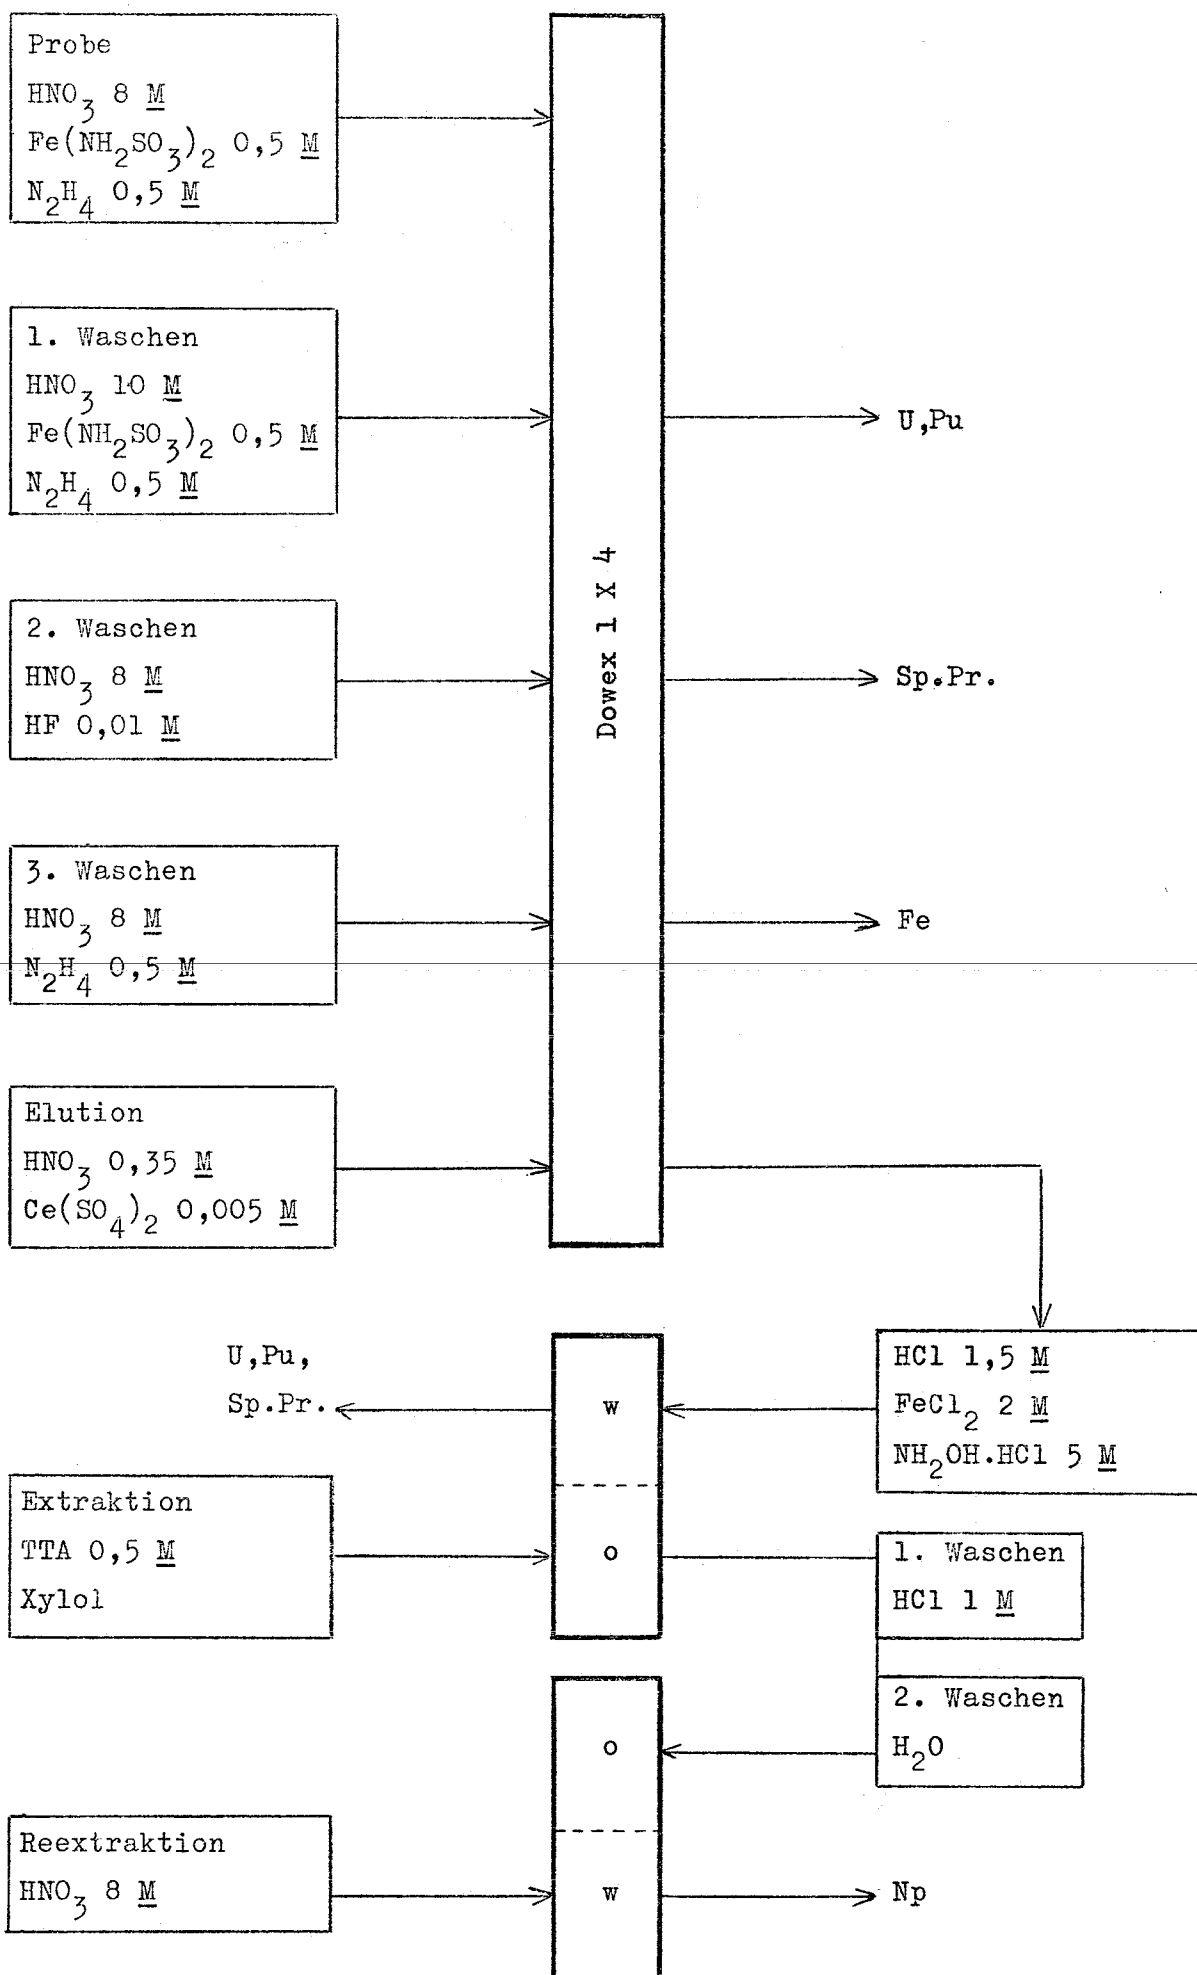 Probe
HNO3 8 M
Fe(NH2SO3)2 0,5 M
N2H4 0,5 M
1. Waschen
HNO3 10 M
Fe(NH2SO3)2 0,5 M
N2H4 0,5 M
U,Pu
Dowex 1 X 4
2. Waschen
HNO3 8 M
HF 0,01 M
Sp.Pr.
3. Waschen
HNO3 8 M
N2H4 0,5 M
Fe
Elution
HNO3 0,35 M
Ce(SO4)2 0,005 M
U,Pu,
Sp.Pr.
w
HCl 1,5 M
FeCl2 2 M
NH2OH.HCl 5 M
Extraktion
TTA 0,5 M
Xylol
o
1. Waschen
HCl 1 M
2. Waschen
H2O
o
Reextraktion
HNO3 8 M
w
Np